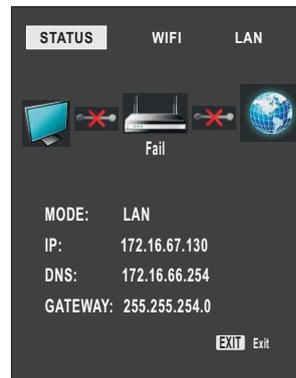 STATUS WIFI LAN
Fail
MODE: LAN
IP: 172.16.67.130
DNS: 172.16.66.254
GATEWAY: 255.255.254.0
EXIT Exit